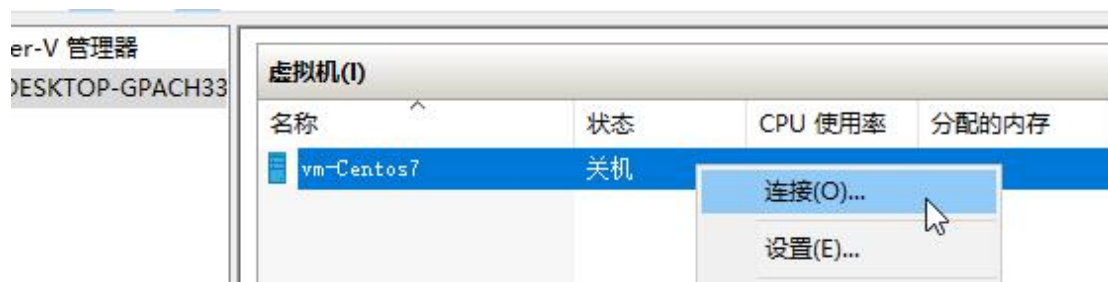 er-V 管理器
DESKTOP-GPACH33
虚拟机(I)
名称 状态 CPU 使用率 分配的内存
vm-Centos7 关机
连接(O)...
设置(E)...